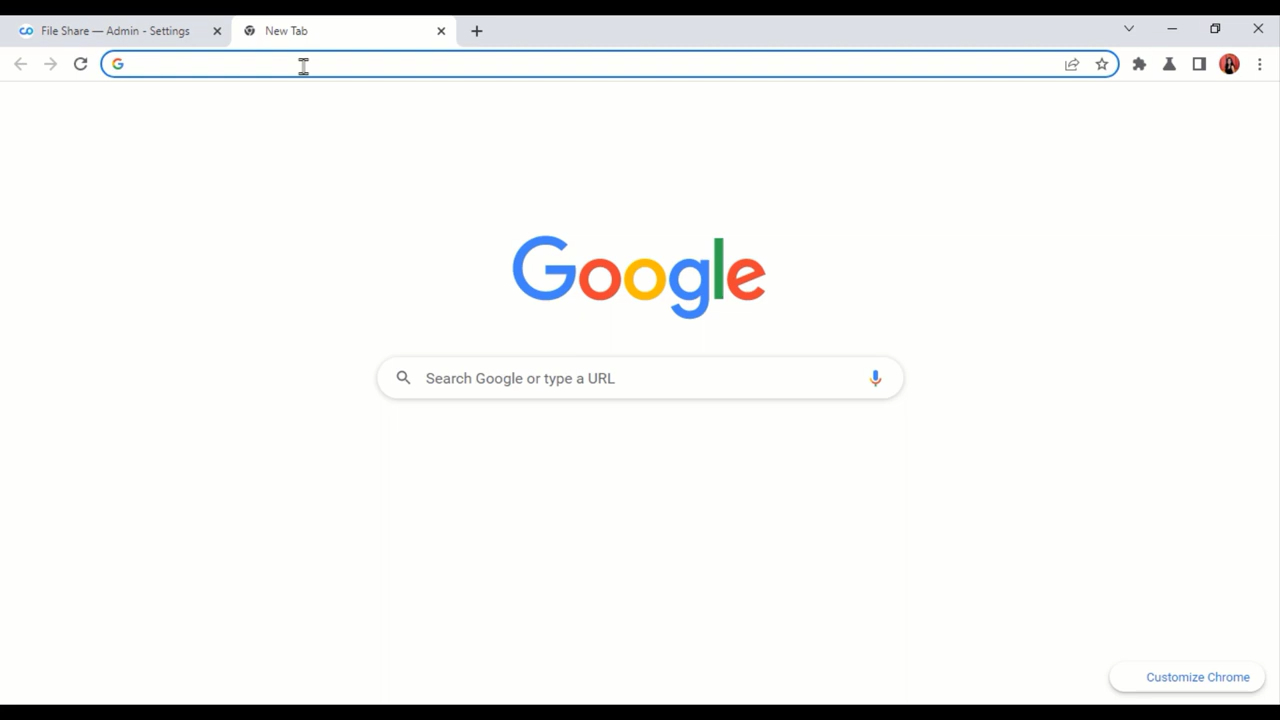 File Share — Admin - Settings
New Tab
Google
Search Google or type a URL
Customize Chrome